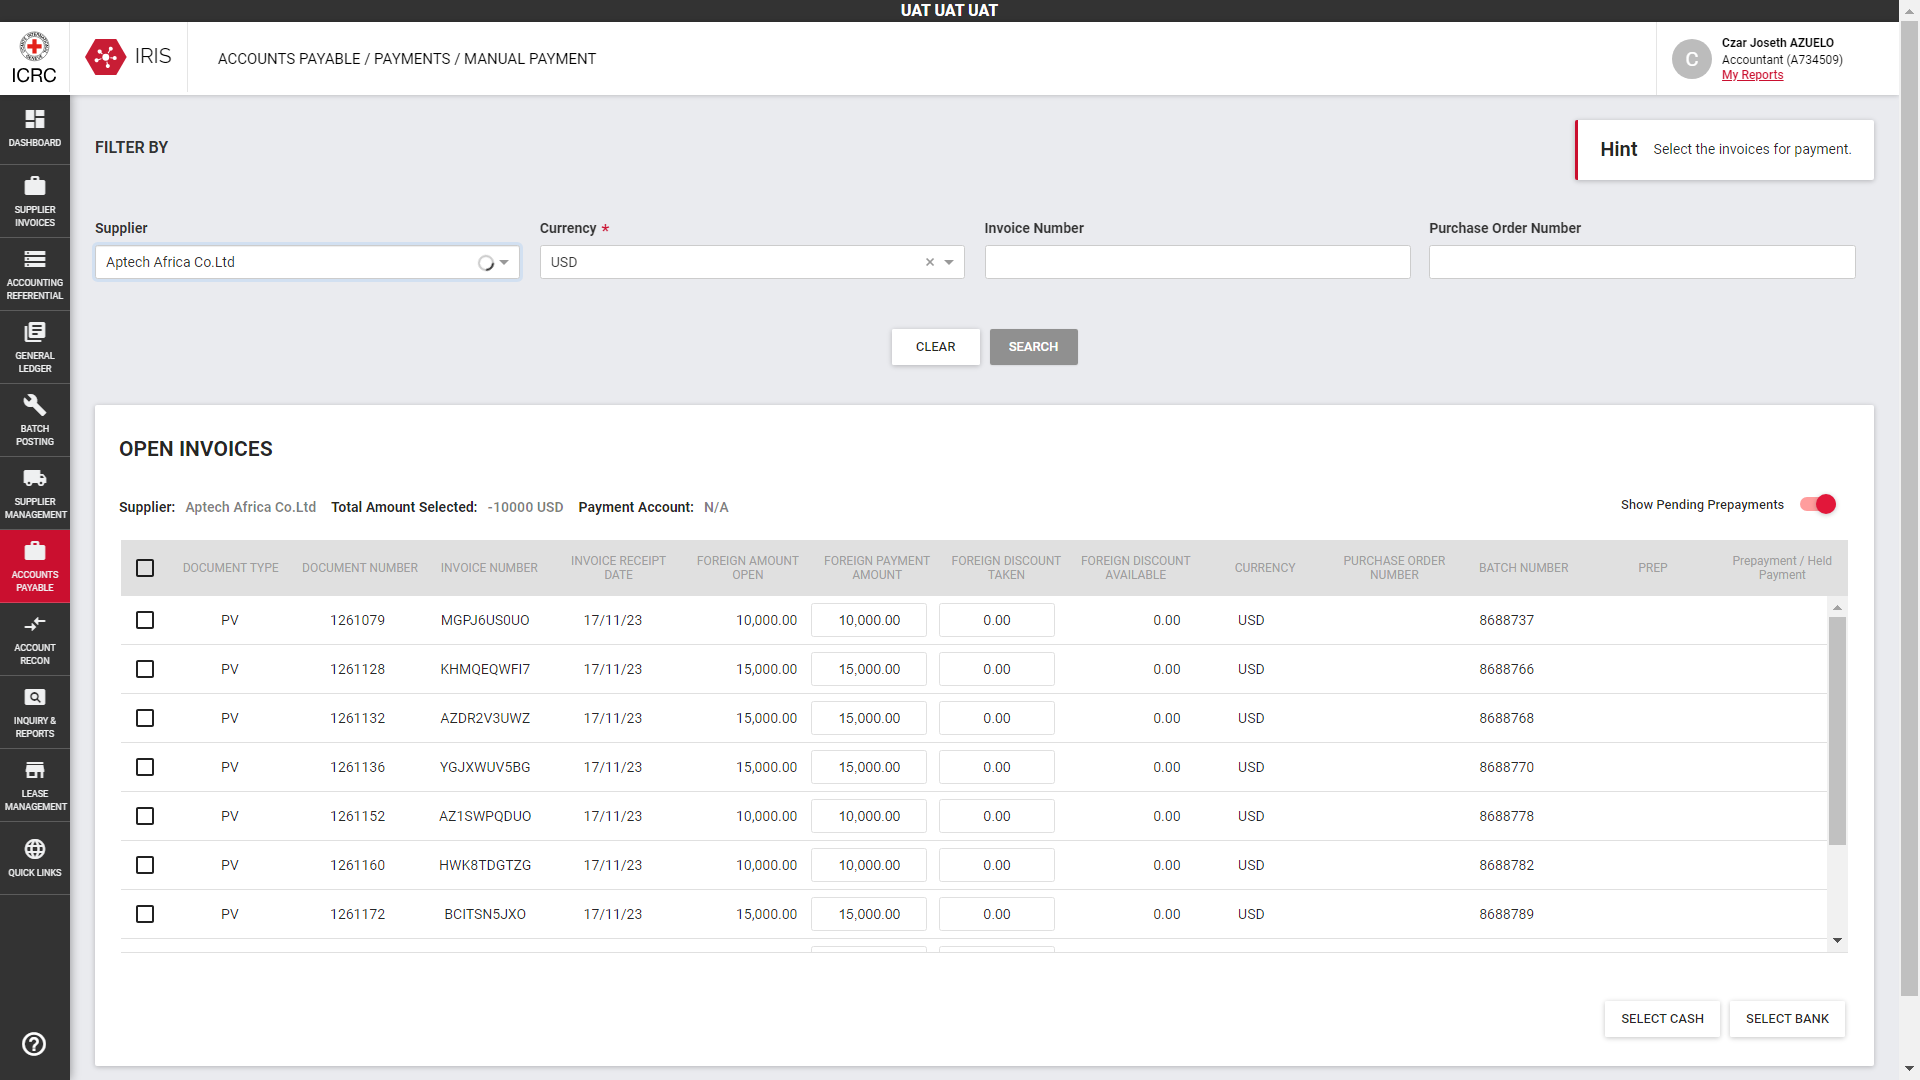 UAT UAT UAT
ICRC
IRIS
ACCOUNTS PAYABLE / PAYMENTS / MANUAL PAYMENT
C
Czar Joseth AZUELO
Accountant (A734509)
My Reports
DASHBOARD
SUPPLIER
INVOICES
ACCOUNTING
REFERENTIAL
GENERAL
LEDGER
BATCH
POSTING
SUPPLIER
MANAGEMENT
ACCOUNTS
PAYABLE
ACCOUNT
RECON
INQUIRY &
REPORTS
LEASE
MANAGEMENT
QUICK LINKS
FILTER BY
Hint Select the invoices for payment.
Supplier Currency * Invoice Number Purchase Order Number
Aptech Africa Co.Ltd USD ×
CLEAR SEARCH
OPEN INVOICES
Supplier: Aptech Africa Co.Ltd Total Amount Selected: -10000 USD Payment Account: N/A Show Pending Prepayments
DOCUMENT TYPE DOCUMENT NUMBER INVOICE NUMBER INVOICE RECEIPT DATE FOREIGN AMOUNT OPEN FOREIGN PAYMENT AMOUNT FOREIGN DISCOUNT TAKEN FOREIGN DISCOUNT AVAILABLE CURRENCY PURCHASE ORDER NUMBER BATCH NUMBER PREP Prepayment / Held Payment
PV 1261079 MGPJ6US0UO 17/11/23 10,000.00 10,000.00 0.00 0.00 USD 8688737
PV 1261128 KHMQEQWFI7 17/11/23 15,000.00 15,000.00 0.00 0.00 USD 8688766
PV 1261132 AZDR2V3UWZ 17/11/23 15,000.00 15,000.00 0.00 0.00 USD 8688768
PV 1261136 YGJXWUV5BG 17/11/23 15,000.00 15,000.00 0.00 0.00 USD 8688770
PV 1261152 AZ1SWPQDUO 17/11/23 10,000.00 10,000.00 0.00 0.00 USD 8688778
PV 1261160 HWK8TDGTZG 17/11/23 10,000.00 10,000.00 0.00 0.00 USD 8688782
PV 1261172 BCITSN5JXO 17/11/23 15,000.00 15,000.00 0.00 0.00 USD 8688789
SELECT CASH SELECT BANK